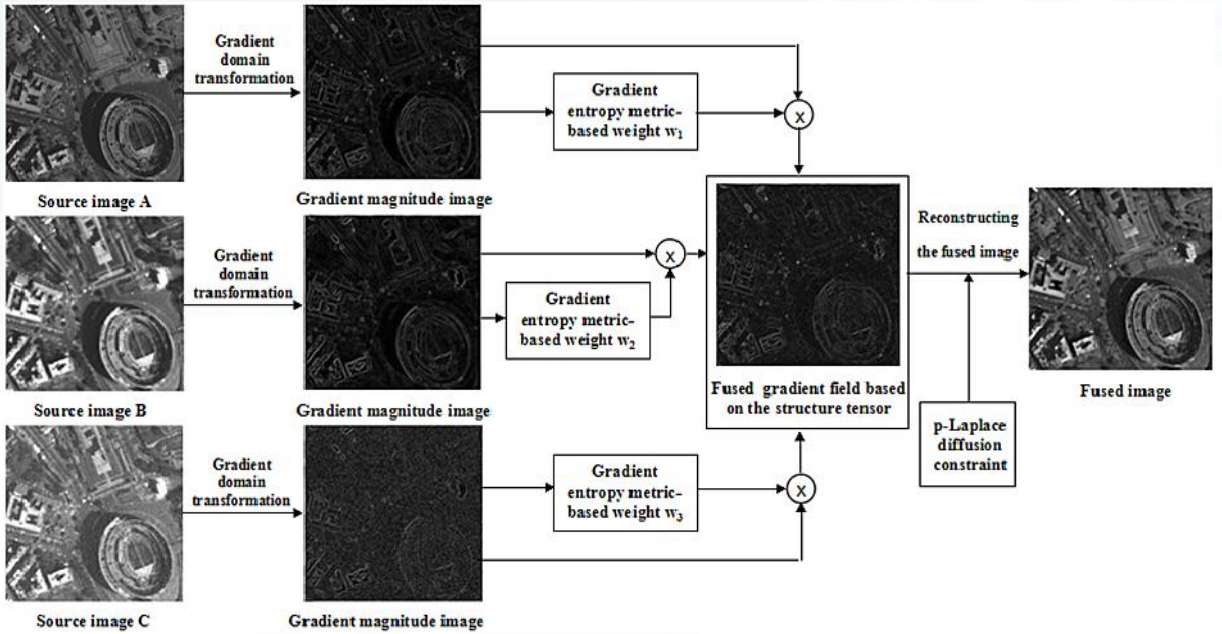 Gradient
domain
transformation
Gradient
entropy metric-
based weight w₁
x
Source image A
Gradient magnitude image
Gradient
domain
transformation
x
Gradient
entropy metric-
based weight w₂
Source image B
Gradient magnitude image
Fused gradient field based
on the structure tensor
Reconstructing
the fused image
Fused image
p-Laplace
diffusion
constraint
Gradient
domain
transformation
Gradient
entropy metric-
based weight w₃
x
Source image C
Gradient magnitude image